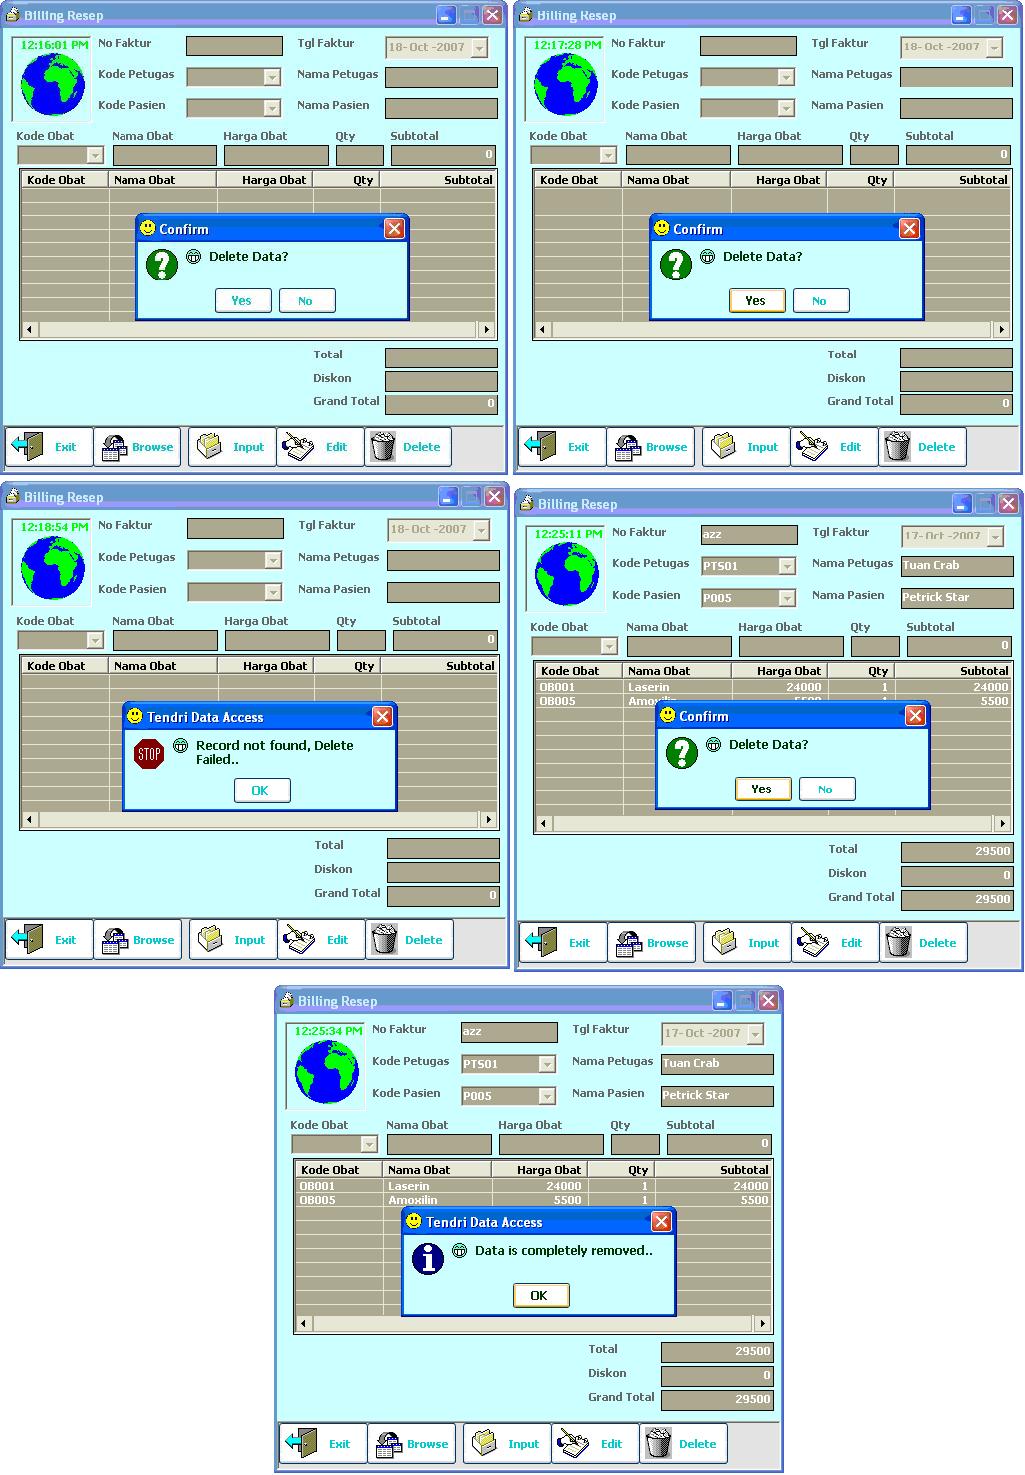 Billing Resep
12:16:01 PM
No Faktur
Tgl Faktur
18-Oct-2007
Kode Petugas
Nama Petugas
Kode Pasien
Nama Pasien
Kode Obat Nama Obat Harga Obat Qty Subtotal
0
Kode Obat Nama Obat Harga Obat Qty Subtotal
Confirm
Delete Data?
Yes No
Total
Diskon
Grand Total 0
Exit Browse Input Edit Delete
Billing Resep
12:17:28 PM
No Faktur
Tgl Faktur
18-Oct-2007
Kode Petugas
Nama Petugas
Kode Pasien
Nama Pasien
Kode Obat Nama Obat Harga Obat Qty Subtotal
0
Kode Obat Nama Obat Harga Obat Qty Subtotal
Confirm
Delete Data?
Yes No
Total
Diskon
Grand Total 0
Exit Browse Input Edit Delete
Billing Resep
12:18:54 PM
No Faktur
Tgl Faktur
18-Oct-2007
Kode Petugas
Nama Petugas
Kode Pasien
Nama Pasien
Kode Obat Nama Obat Harga Obat Qty Subtotal
0
Kode Obat Nama Obat Harga Obat Qty Subtotal
Tendri Data Access
STOP
Record not found, Delete
Failed..
OK
Total
Diskon
Grand Total 0
Exit Browse Input Edit Delete
Billing Resep
12:25:11 PM
No Faktur azz
Tgl Faktur 17-Oct-2007
Kode Petugas PTS01
Nama Petugas Tuan Crab
Kode Pasien P005
Nama Pasien Petrick Star
Kode Obat Nama Obat Harga Obat Qty Subtotal
0
Kode Obat Nama Obat Harga Obat Qty Subtotal
OB001 Laserin 24000 1 24000
OB005 Amoxilin 5500 1 5500
Confirm
Delete Data?
Yes No
Total 29500
Diskon 0
Grand Total 29500
Exit Browse Input Edit Delete
Billing Resep
12:25:34 PM
No Faktur azz
Tgl Faktur 17-Oct-2007
Kode Petugas PTS01
Nama Petugas Tuan Crab
Kode Pasien P005
Nama Pasien Petrick Star
Kode Obat Nama Obat Harga Obat Qty Subtotal
0
Kode Obat Nama Obat Harga Obat Qty Subtotal
OB001 Laserin 24000 1 24000
OB005 Amoxilin 5500 1 5500
Tendri Data Access
Data is completely removed..
OK
Total 29500
Diskon 0
Grand Total 29500
Exit Browse Input Edit Delete